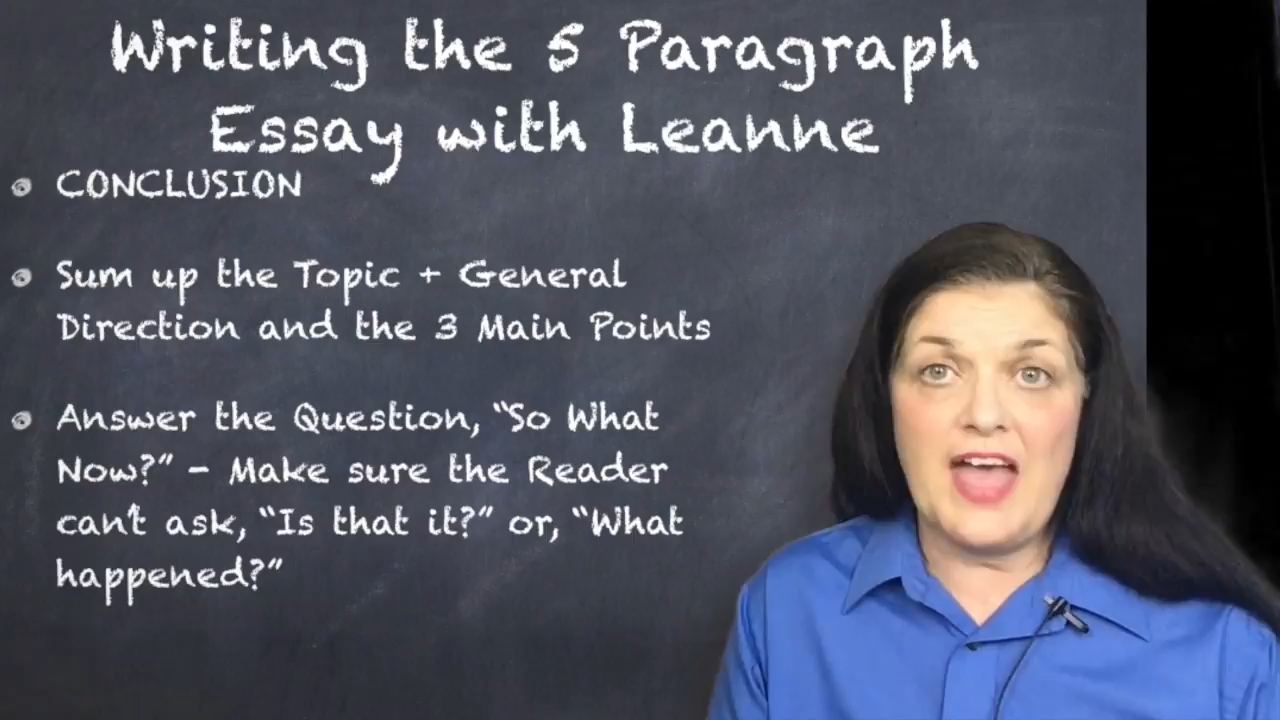 Writing the 5 Paragraph
Essay with Leanne
CONCLUSION
Sum up the Topic + General
Direction and the 3 Main Points
Answer the Question, “So What
Now?” - Make sure the Reader
can't ask, “Is that it?” or, “What
happened?”